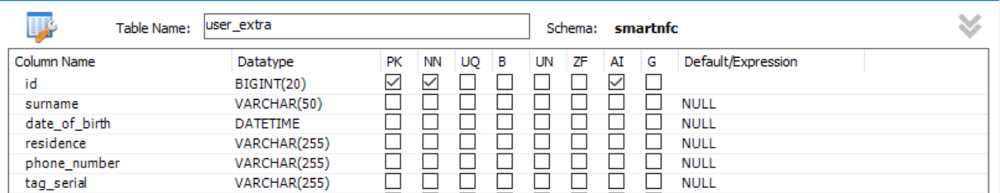 Table Name: user_extra Schema: smartnfc
Column Name Datatype PK NN UQ B UN ZF AI G Default/Expression
id BIGINT(20)
surname VARCHAR(50) NULL
date_of_birth DATETIME NULL
residence VARCHAR(255) NULL
phone_number VARCHAR(255) NULL
tag_serial VARCHAR(255) NULL